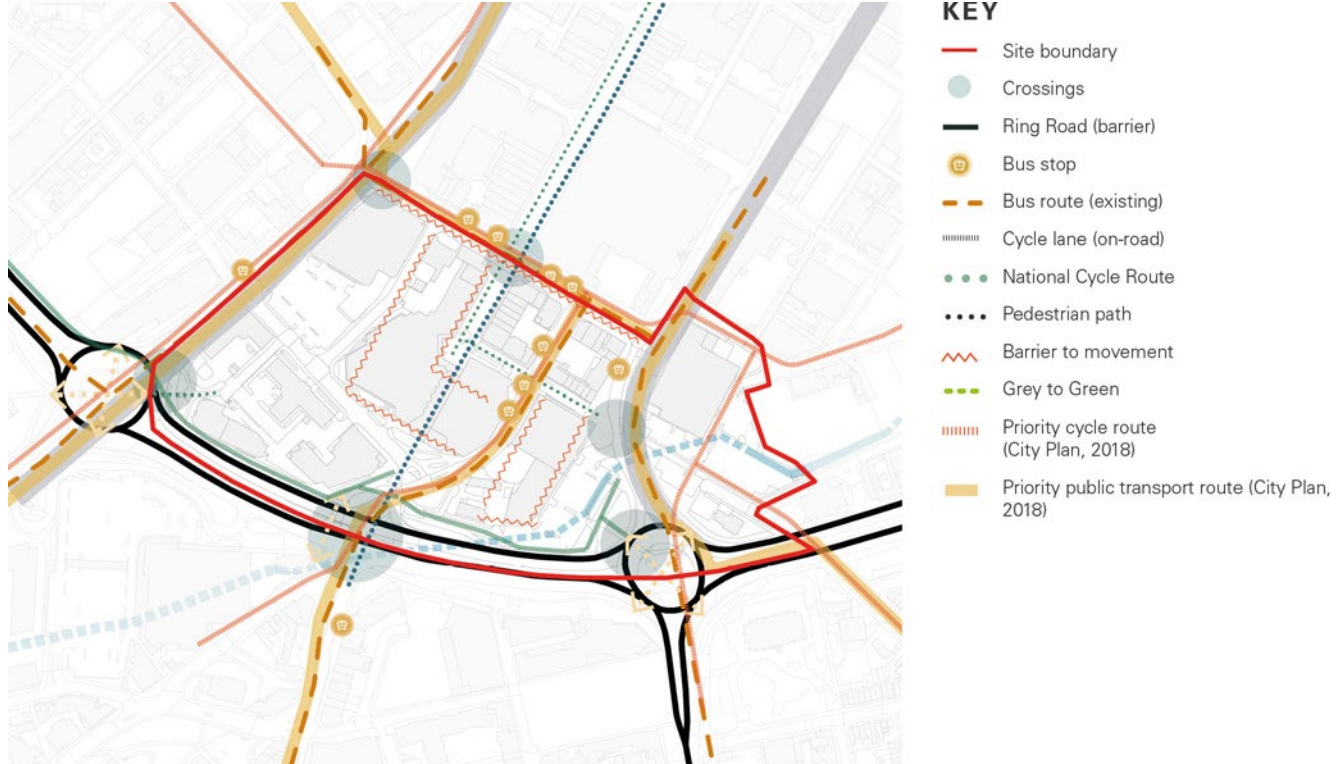 KEY
Site boundary
Crossings
Ring Road (barrier)
Bus stop
Bus route (existing)
Cycle lane (on-road)
National Cycle Route
Pedestrian path
Barrier to movement
Grey to Green
Priority cycle route
(City Plan, 2018)
Priority public transport route (City Plan,
2018)